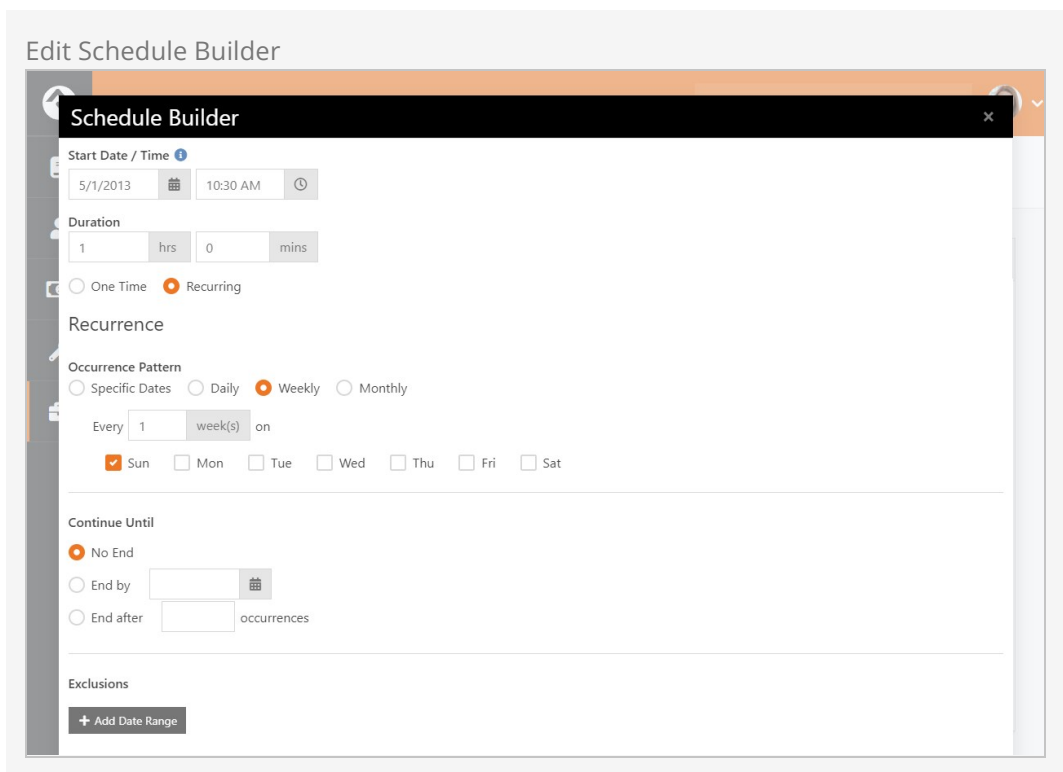 Edit Schedule Builder
Schedule Builder ×
Start Date / Time
5/1/2013 10:30 AM
Duration
1 hrs 0 mins
One Time Recurring
Recurrence
Occurrence Pattern
Specific Dates Daily Weekly Monthly
Every 1 week(s) on
Sun Mon Tue Wed Thu Fri Sat
Continue Until
No End
End by
End after occurrences
Exclusions
+ Add Date Range